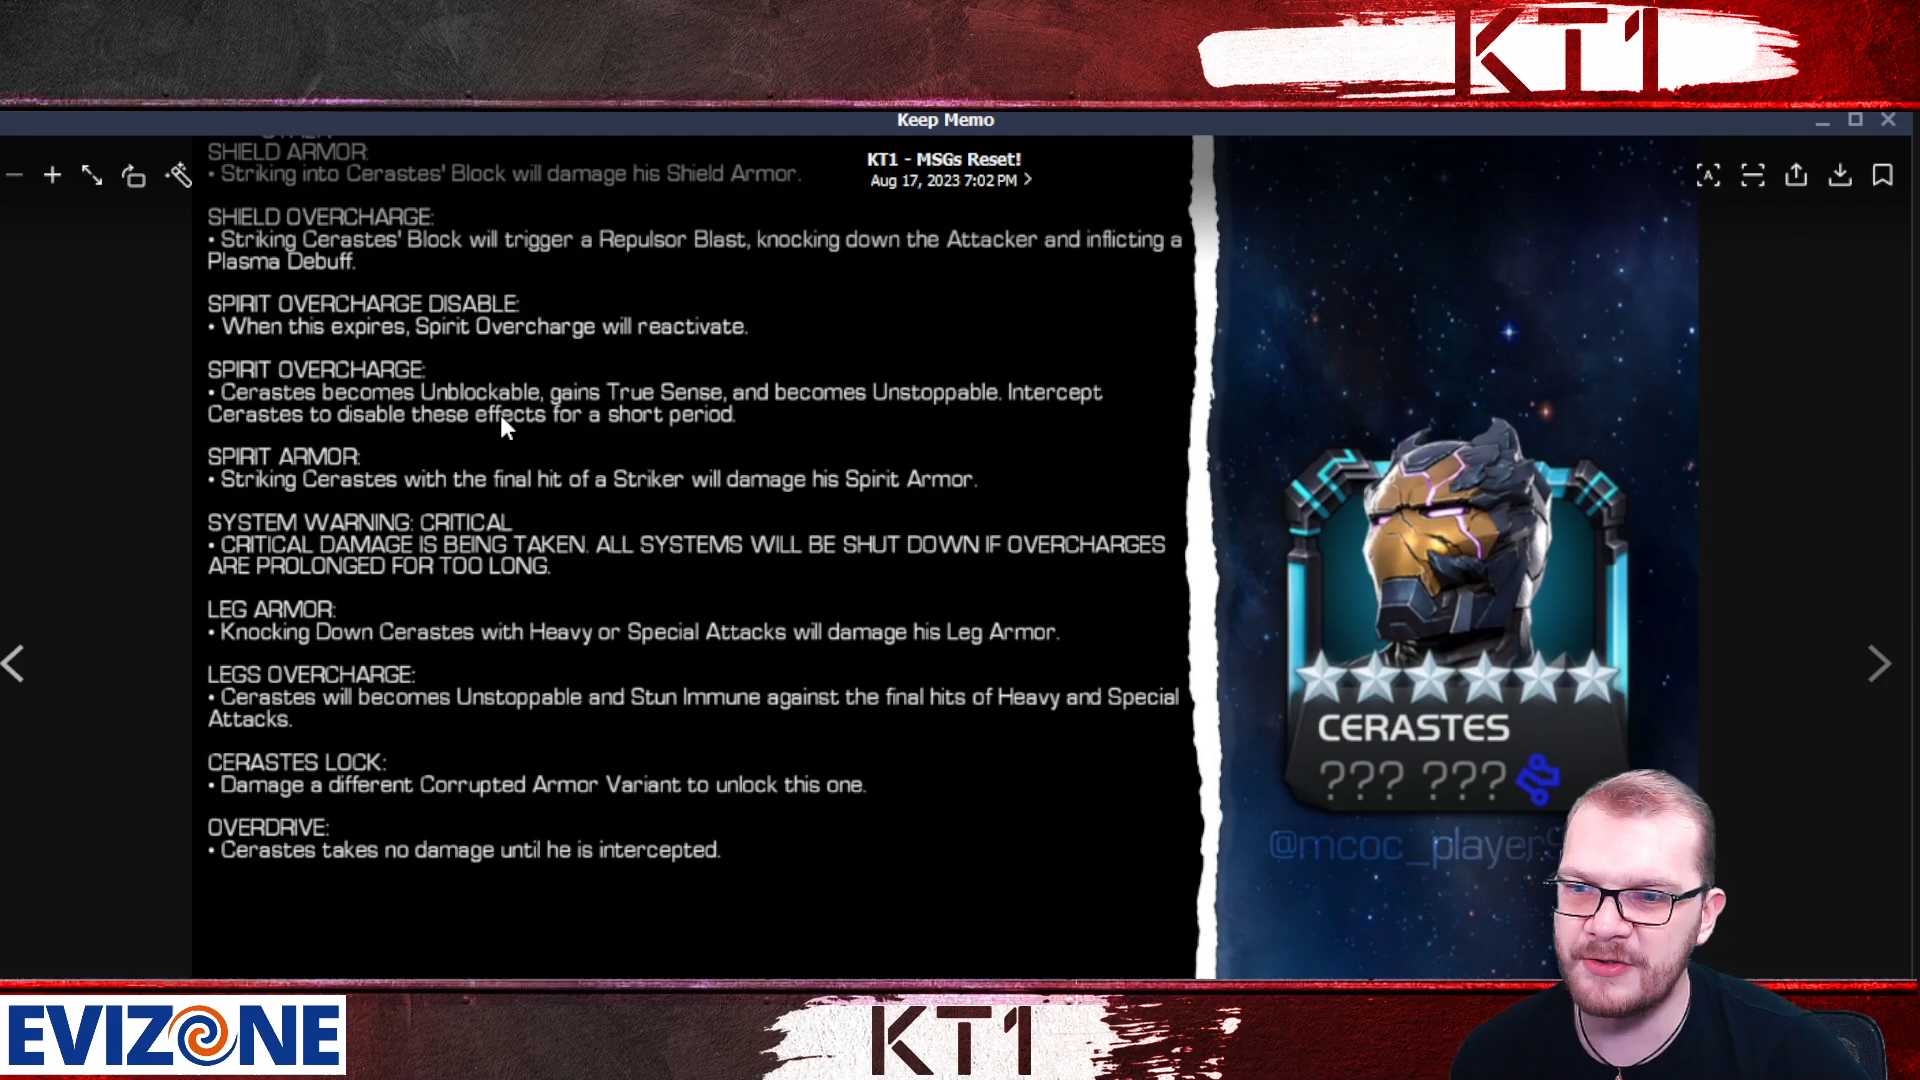 KT1
Keep Memo
KT1 - MSGs Reset!
Aug 17, 2023 7:02 PM
SHIELD ARMOR:
• Striking into Cerastes' Block will damage his Shield Armor.
SHIELD OVERCHARGE:
• Striking Cerastes' Block will trigger a Repulsor Blast, knocking down the Attacker and inflicting a
Plasma Debuff.
SPIRIT OVERCHARGE DISABLE:
• When this expires, Spirit Overcharge will reactivate.
SPIRIT OVERCHARGE:
• Cerastes becomes Unblockable, gains True Sense, and becomes Unstoppable. Intercept
Cerastes to disable these effects for a short period.
SPIRIT ARMOR:
• Striking Cerastes with the final hit of a Striker will damage his Spirit Armor.
SYSTEM WARNING: CRITICAL
• CRITICAL DAMAGE IS BEING TAKEN. ALL SYSTEMS WILL BE SHUT DOWN IF OVERCHARGES
ARE PROLONGED FOR TOO LONG.
LEG ARMOR:
• Knocking Down Cerastes with Heavy or Special Attacks will damage his Leg Armor.
LEGS OVERCHARGE:
• Cerastes will becomes Unstoppable and Stun Immune against the final hits of Heavy and Special
Attacks.
CERASTES LOCK:
• Damage a different Corrupted Armor Variant to unlock this one.
OVERDRIVE:
• Cerastes takes no damage until he is intercepted.
CERASTES
??? ???
@mcoc_player
EVIZONE
KT1